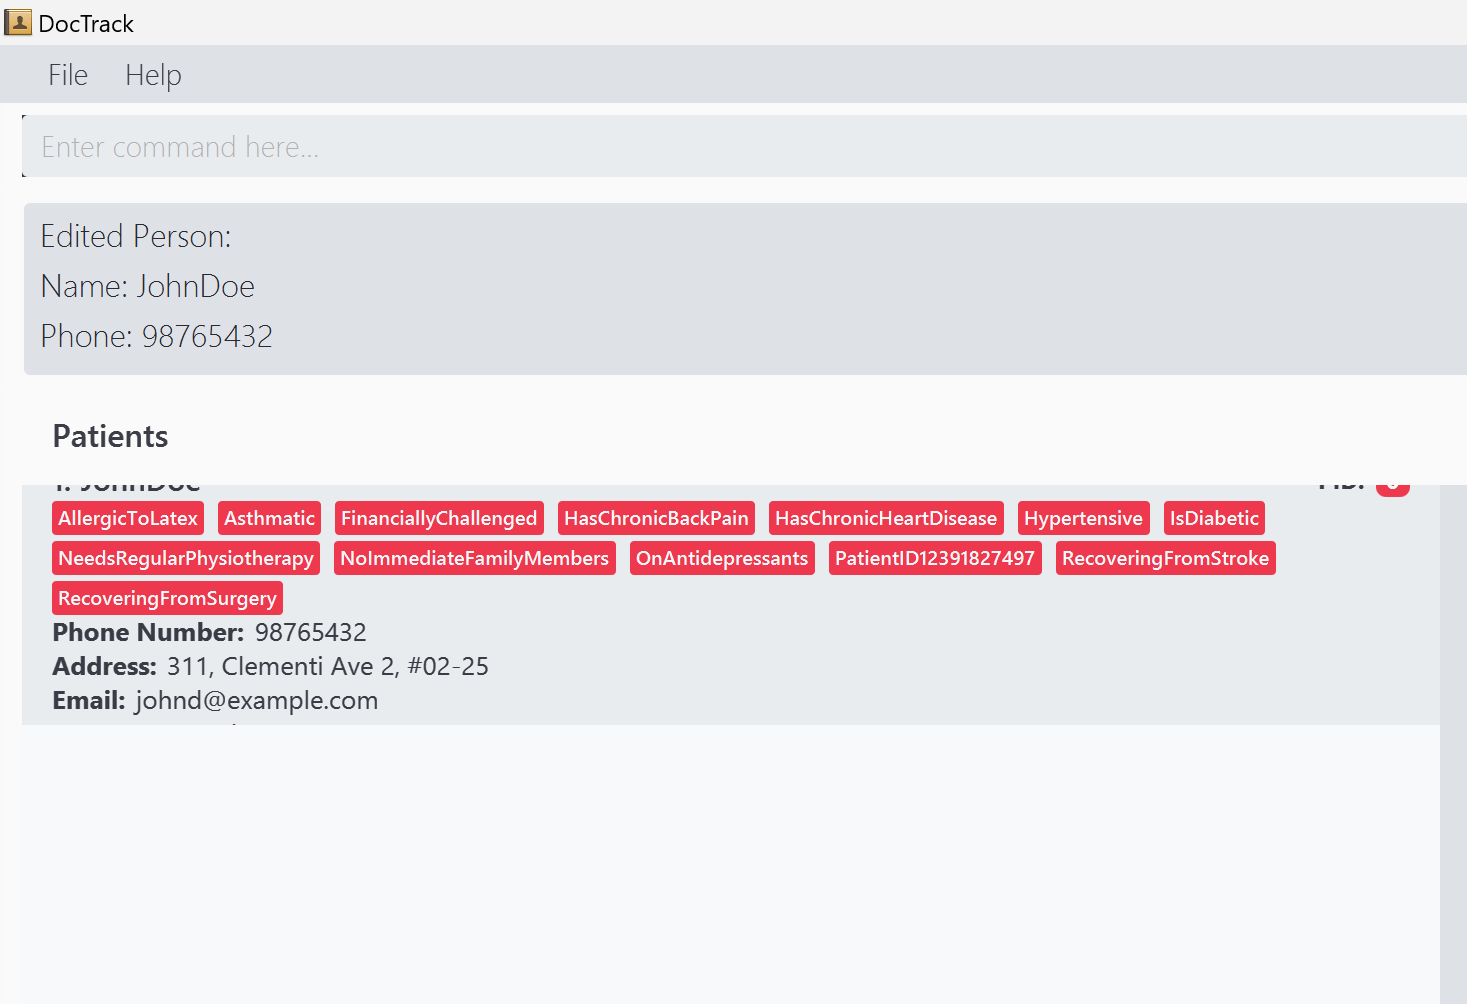 DocTrack
File Help
Enter command here...
Edited Person:
Name: JohnDoe
Phone: 98765432
Patients
1. JohnDoe
AllergicToLatex Asthmatic FinanciallyChallenged HasChronicBackPain HasChronicHeartDisease Hypertensive IsDiabetic
NeedsRegularPhysiotherapy NoImmediateFamilyMembers OnAntidepressants PatientID12391827497 RecoveringFromStroke
RecoveringFromSurgery
Phone Number: 98765432
Address: 311, Clementi Ave 2, #02-25
Email: johnd@example.com